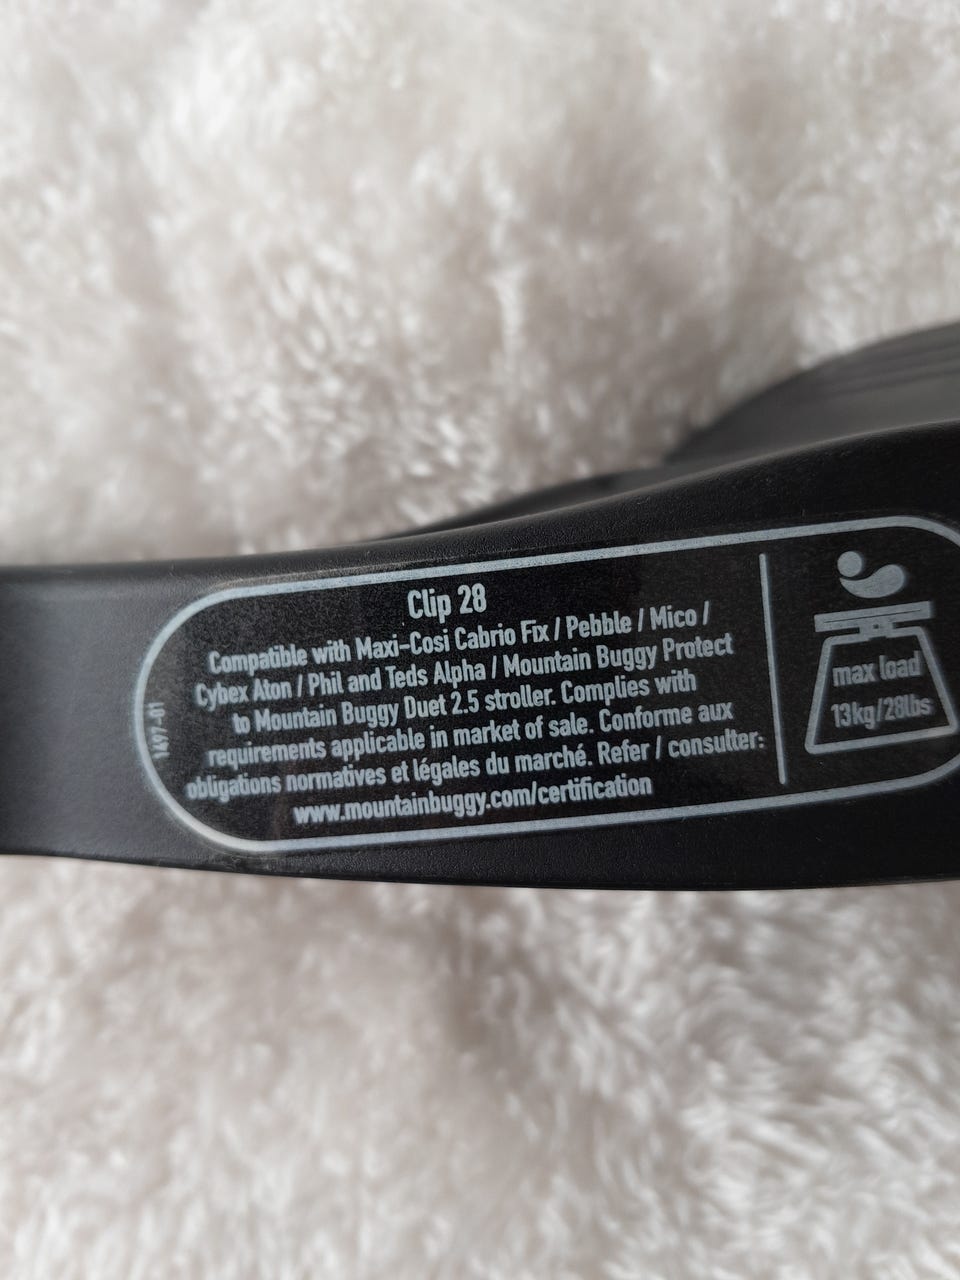 Clip 28
Compatible with Maxi-Cosi Cabrio Fix / Pebble / Mico /
Cybex Aton / Phil and Teds Alpha / Mountain Buggy Protect
to Mountain Buggy Duet 2.5 stroller. Complies with
requirements applicable in market of sale. Conforme aux
obligations normatives et légales du marché. Refer / consulter:
www.mountainbuggy.com/certification
max load
13kg/28lbs
1497-01